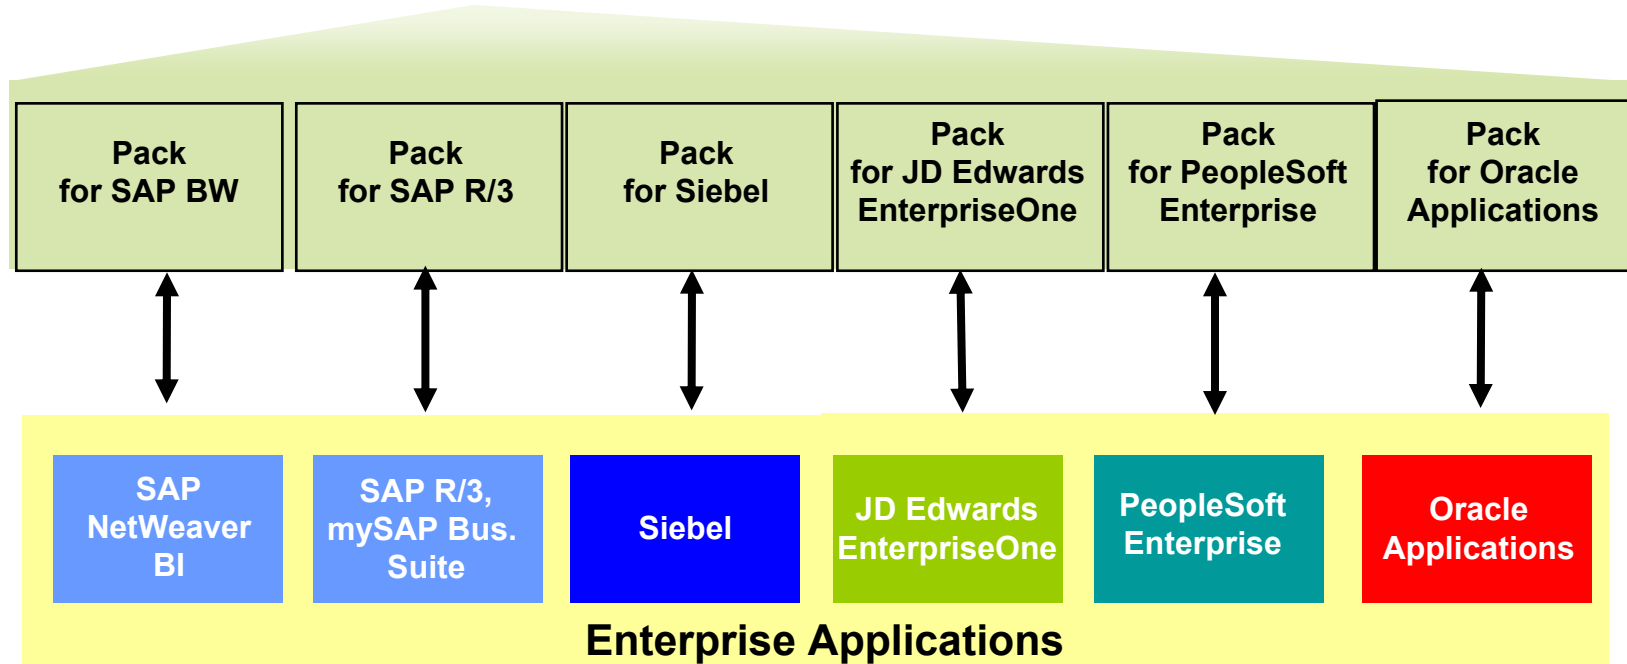 Pack
for SAP BW
Pack
for SAP R/3
Pack
for Siebel
Pack
for JD Edwards
EnterpriseOne
Pack
for PeopleSoft
Enterprise
Pack
for Oracle
Applications
SAP
NetWeaver
BI
SAP R/3,
mySAP Bus.
Suite
Siebel
JD Edwards
EnterpriseOne
PeopleSoft
Enterprise
Oracle
Applications
Enterprise Applications